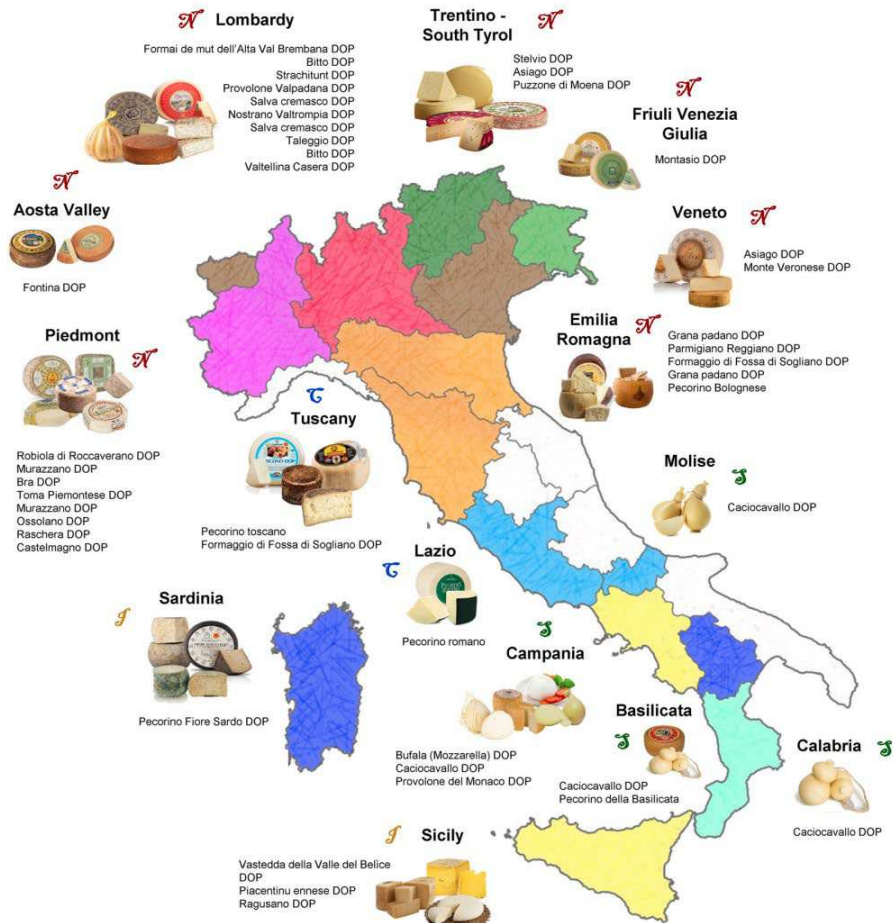 N Lombardy
Formai de mut dell'Alta Val Brembana DOP
Bitto DOP
Strachitunt DOP
Provolone Valpadana DOP
Salva cremasco DOP
Nostrano Valtrompia DOP
Salva cremasco DOP
Taleggio DOP
Bitto DOP
Valtellina Casera DOP
Trentino -
South Tyrol N
Stelvio DOP
Asiago DOP
Puzzone di Moena DOP
N
Friuli Venezia
Giulia
Montasio DOP
N
Aosta Valley
Fontina DOP
Veneto N
Asiago DOP
Monte Veronese DOP
Piedmont
N
Robiola di Roccaverano DOP
Murazzano DOP
Bra DOP
Toma Piemontese DOP
Murazzano DOP
Ossolano DOP
Raschera DOP
Castelmagno DOP
Emilia
Romagna N
Grana padano DOP
Parmigiano Reggiano DOP
Formaggio di Fossa di Sogliano DOP
Grana padano DOP
Pecorino Bolognese
C
Tuscany
Pecorino toscano
Formaggio di Fossa di Sogliano DOP
Molise
S
Caciocavallo DOP
Lazio
C
Pecorino romano
Sardinia
I
Pecorino Fiore Sardo DOP
S
Campania
Bufala (Mozzarella) DOP
Caciocavallo DOP
Provolone del Monaco DOP
Basilicata
S
Caciocavallo DOP
Pecorino della Basilicata
Calabria S
Caciocavallo DOP
I Sicily
Vastedda della Valle del Belice
DOP
Piacentinu ennese DOP
Ragusano DOP